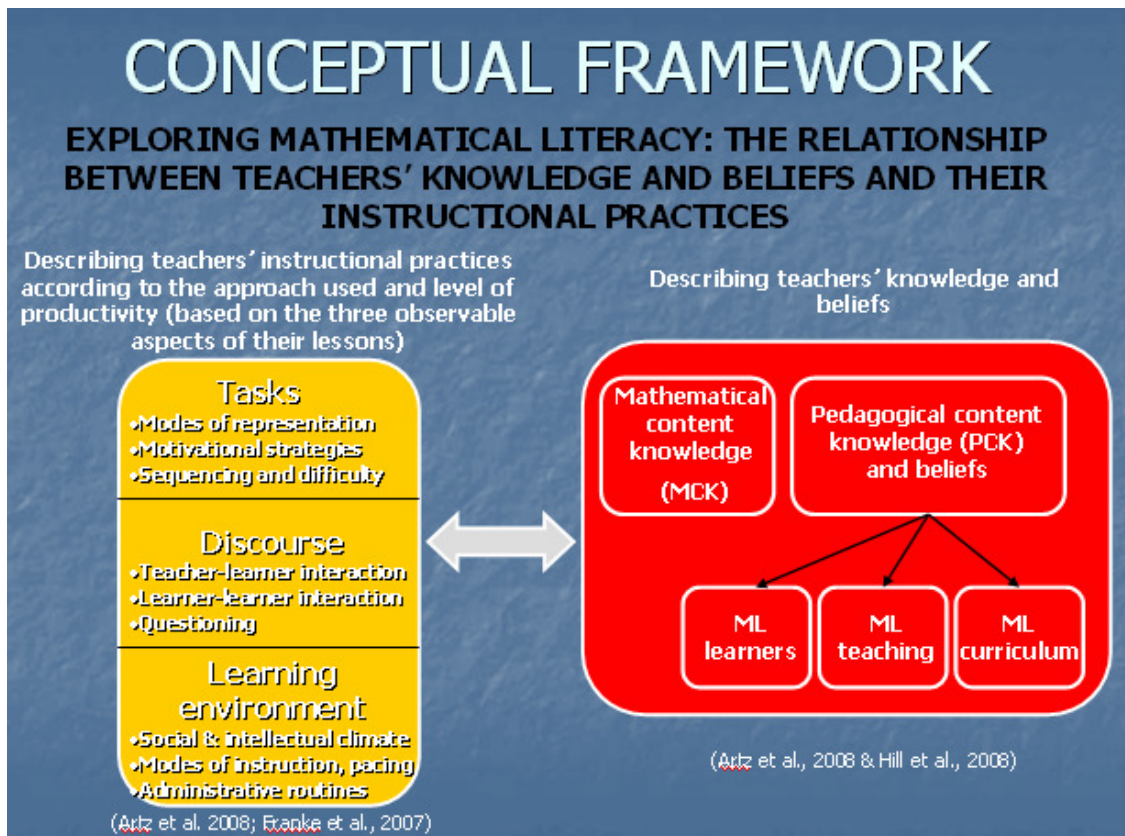 CONCEPTUAL FRAMEWORK
EXPLORING MATHEMATICAL LITERACY: THE RELATIONSHIP
BETWEEN TEACHERS’ KNOWLEDGE AND BELIEFS AND THEIR
INSTRUCTIONAL PRACTICES
Describing teachers’ instructional practices
according to the approach used and level of
productivity (based on the three observable
aspects of their lessons)
Tasks
•Modes of representation
•Motivational strategies
•Sequencing and difficulty
Discourse
•Teacher-learner interaction
•Learner-learner interaction
•Questioning
Learning
environment
•Social & intellectual climate
•Modes of instruction, pacing
•Administrative routines
(Artz et al. 2008; Franke et al., 2007)
Describing teachers’ knowledge and
beliefs
Mathematical
content
knowledge
(MCK)
Pedagogical content
knowledge (PCK)
and beliefs
ML
learners
ML
teaching
ML
curriculum
(Artz et al., 2008 & Hill et al., 2008)